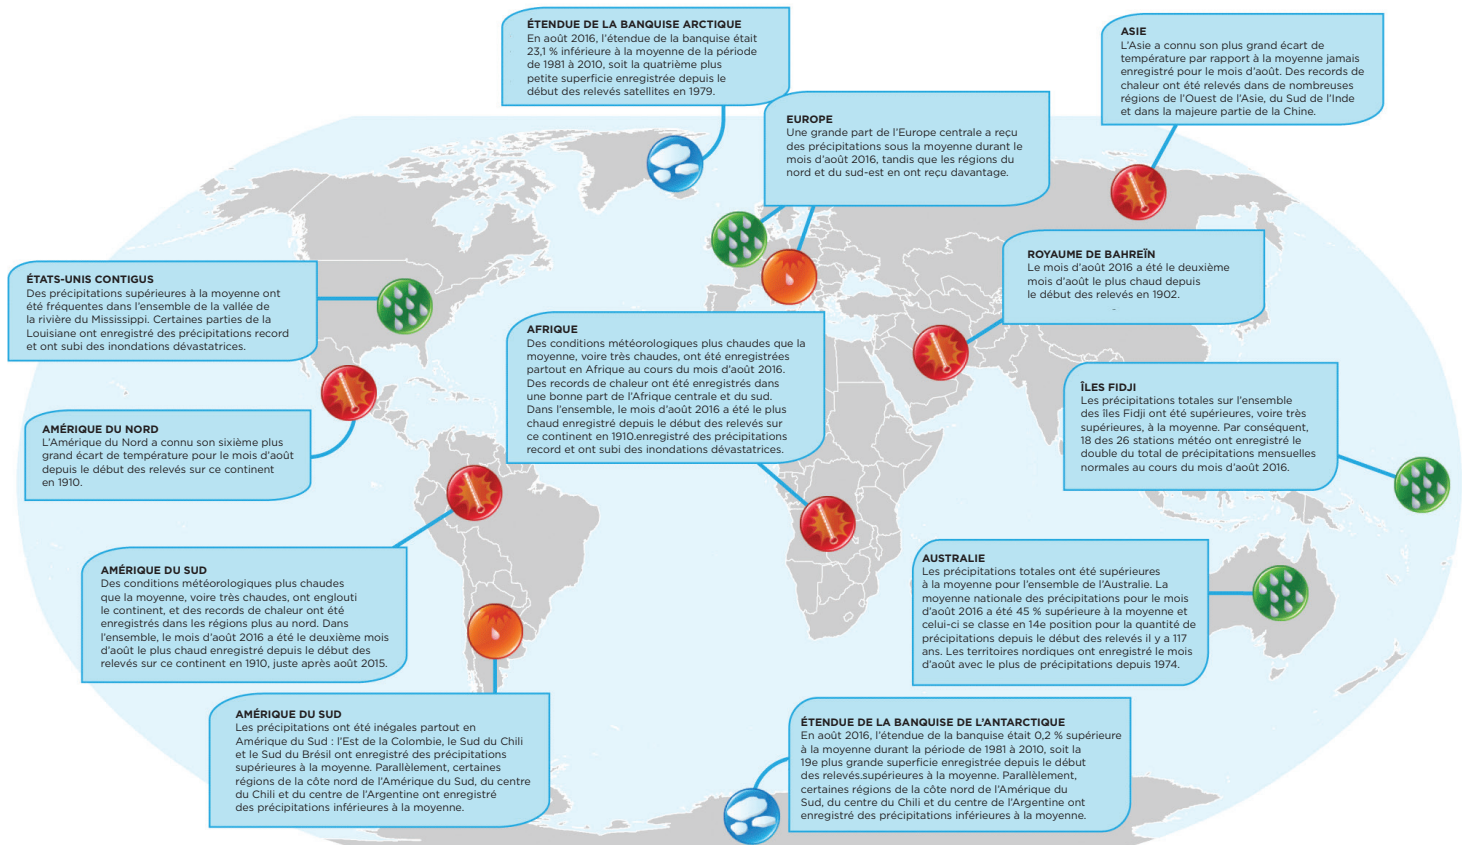 ÉTENDUE DE LA BANQUISE ARCTIQUE
En août 2016, l'étendue de la banquise était
23,1 % inférieure à la moyenne de la période
de 1981 à 2010, soit la quatrième plus
petite superficie enregistrée depuis le
début des relevés satellites en 1979.
ASIE
L'Asie a connu son plus grand écart de
température par rapport à la moyenne jamais
enregistré pour le mois d'août. Des records de
chaleur ont été relevés dans de nombreuses
régions de l'Ouest de l'Asie, du Sud de l'Inde
et dans la majeure partie de la Chine.
EUROPE
Une grande part de l'Europe centrale a reçu
des précipitations sous la moyenne durant le
mois d'août 2016, tandis que les régions du
nord et du sud-est en ont reçu davantage.
ROYAUME DE BAHREÏN
Le mois d'août 2016 a été le deuxième
mois d'août le plus chaud depuis
le début des relevés en 1902.
ÉTATS-UNIS CONTIGUS
Des précipitations supérieures à la moyenne ont
été fréquentes dans l'ensemble de la vallée de
la rivière du Mississippi. Certaines parties de la
Louisiane ont enregistré des précipitations record
et ont subi des inondations dévastatrices.
AFRIQUE
Des conditions météorologiques plus chaudes que la
moyenne, voire très chaudes, ont été enregistrées
partout en Afrique au cours du mois d'août 2016.
Des records de chaleur ont été enregistrés dans
une bonne part de l'Afrique centrale et du sud.
Dans l'ensemble, le mois d'août 2016 a été le plus
chaud enregistré depuis le début des relevés sur
ce continent en 1910.enregistré des précipitations
record et ont subi des inondations dévastatrices.
ÎLES FIDJI
Les précipitations totales sur l'ensemble
des îles Fidji ont été supérieures, voire très
supérieures, à la moyenne. Par conséquent,
18 des 26 stations météo ont enregistré le
double du total de précipitations mensuelles
normales au cours du mois d'août 2016.
AMÉRIQUE DU NORD
L'Amérique du Nord a connu son sixième plus
grand écart de température pour le mois d'août
depuis le début des relevés sur ce continent
en 1910.
AMÉRIQUE DU SUD
Des conditions météorologiques plus chaudes
que la moyenne, voire très chaudes, ont englouti
le continent, et des records de chaleur ont été
enregistrés dans les régions plus au nord. Dans
l'ensemble, le mois d'août 2016 a été le deuxième mois
d'août le plus chaud enregistré depuis le début des
relevés sur ce continent en 1910, juste après août 2015.
AUSTRALIE
Les précipitations totales ont été supérieures
à la moyenne pour l'ensemble de l'Australie. La
moyenne nationale des précipitations pour le mois
d'août 2016 a été 45 % supérieure à la moyenne et
celui-ci se classe en 14e position pour la quantité de
précipitations depuis le début des relevés il y a 117
ans. Les territoires nordiques ont enregistré le mois
d'août avec le plus de précipitations depuis 1974.
AMÉRIQUE DU SUD
Les précipitations ont été inégales partout en
Amérique du Sud : l'Est de la Colombie, le Sud du Chili
et le Sud du Brésil ont enregistré des précipitations
supérieures à la moyenne. Parallèlement, certaines
régions de la côte nord de l'Amérique du Sud, du centre
du Chili et du centre de l'Argentine ont enregistré
des précipitations inférieures à la moyenne.
ÉTENDUE DE LA BANQUISE DE L'ANTARCTIQUE
En août 2016, l'étendue de la banquise était 0,2 % supérieure
à la moyenne durant la période de 1981 à 2010, soit la
19e plus grande superficie enregistrée depuis le début
des relevés.supérieures à la moyenne. Parallèlement,
certaines régions de la côte nord de l'Amérique du
Sud, du centre du Chili et du centre de l'Argentine ont
enregistré des précipitations inférieures à la moyenne.